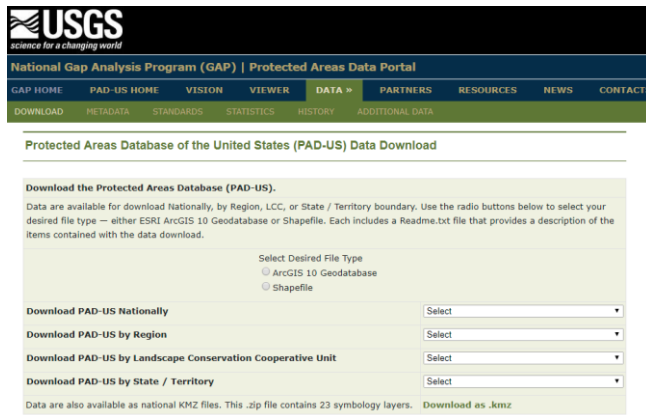 USGS
science for a changing world
National Gap Analysis Program (GAP) | Protected Areas Data Portal
GAP HOME PAD-US HOME VISION VIEWER DATA » PARTNERS RESOURCES NEWS CONTACT
DOWNLOAD METADATA STANDARDS STATISTICS HISTORY ADDITIONAL DATA
Protected Areas Database of the United States (PAD-US) Data Download
Download the Protected Areas Database (PAD-US).
Data are available for download Nationally, by Region, LCC, or State / Territory boundary. Use the radio buttons below to select your
desired file type — either ESRI ArcGIS 10 Geodatabase or Shapefile. Each includes a Readme.txt file that provides a description of the
items contained with the data download.
Select Desired File Type
ArcGIS 10 Geodatabase
Shapefile
Download PAD-US Nationally Select
Download PAD-US by Region Select
Download PAD-US by Landscape Conservation Cooperative Unit Select
Download PAD-US by State / Territory Select
Data are also available as national KMZ files. This .zip file contains 23 symbology layers. Download as .kmz